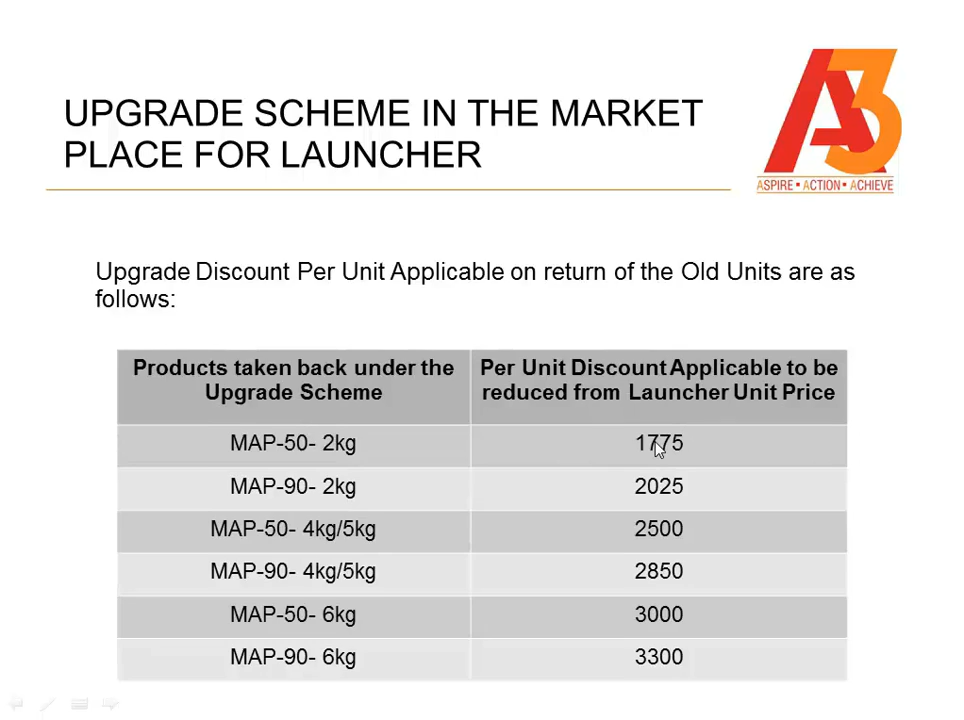 UPGRADE SCHEME IN THE MARKET
PLACE FOR LAUNCHER
A3
ASPIRE ▪ ACTION ▪ ACHIEVE
Upgrade Discount Per Unit Applicable on return of the Old Units are as
follows:
Products taken back under the Upgrade Scheme
Per Unit Discount Applicable to be reduced from Launcher Unit Price
MAP-50- 2kg 1775
MAP-90- 2kg 2025
MAP-50- 4kg/5kg 2500
MAP-90- 4kg/5kg 2850
MAP-50- 6kg 3000
MAP-90- 6kg 3300